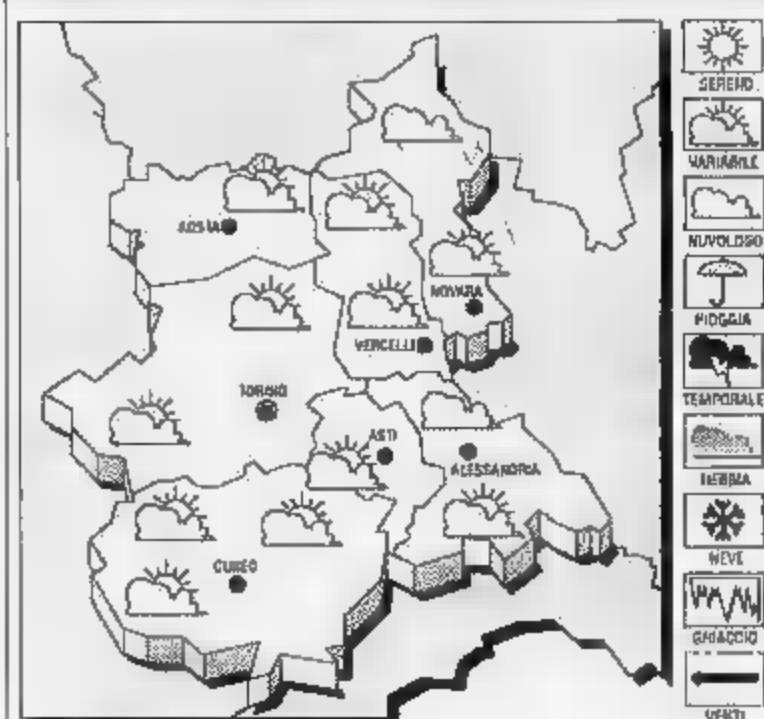 AOSTA
NOVARA
VERCELLI
TORINO
ASTI
ALESSANDRIA
CUNEO
SERENO
VARIABILE
NUVOLOSO
PIOGGIA
TEMPORALE
NEBBIA
NEVE
GHIACCIO
VENTI